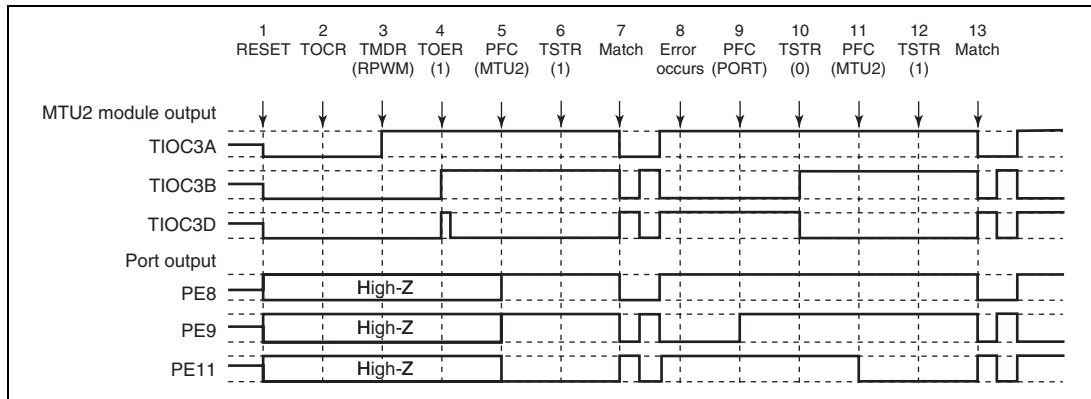 1 2 3 4 5 6 7 8 9 10 11 12 13
RESET TOCR TMDR TOER PFC TSTR Match Error PFC TSTR PFC TSTR Match
(RPWM) (1) (MTU2) (1) occurs (PORT) (0) (MTU2) (1)
MTU2 module output
TIOC3A
TIOC3B
TIOC3D
Port output
PE8 High-Z
PE9 High-Z
PE11 High-Z